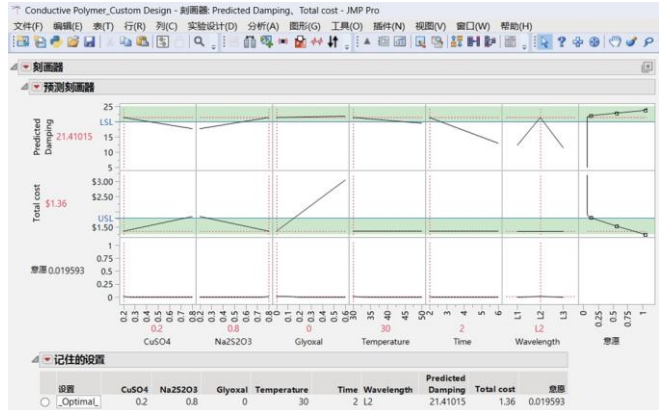 Conductive Polymer_Custom Design - 刻画器: Predicted Damping、Total cost - JMP Pro
文件(F) 编辑(E) 表(T) 行(R) 列(C) 实验设计(D) 分析(A) 图形(G) 工具(O) 插件(N) 视图(V) 窗口(W) 帮助(H)
刻画器
预测刻画器
Predicted Damping
21.41015
25
LSL
15
10
5
Total cost
$1.36
$3.00
$2.50
USL
$1.50
意愿
0.019593
1
0.75
0.5
0.25
0
0.2 0.3 0.4 0.5 0.6 0.7 0.8
0.2 0.3 0.4 0.5 0.6 0.7 0.8
0 0.1 0.2 0.3 0.4 0.5 0.6
30 35 40 45 50
2 3 4 5 6
L1 L2 L3
0 0.25 0.5 0.75 1
0.2 0.8 0 30 2 L2
CuSO4 Na2S2O3 Glyoxal Temperature Time Wavelength 意愿
记住的设置
Predicted
设置 CuSO4 Na2S2O3 Glyoxal Temperature Time Wavelength Damping Total cost 意愿
_Optimal_ 0.2 0.8 0 30 2 L2 21.41015 1.36 0.019593